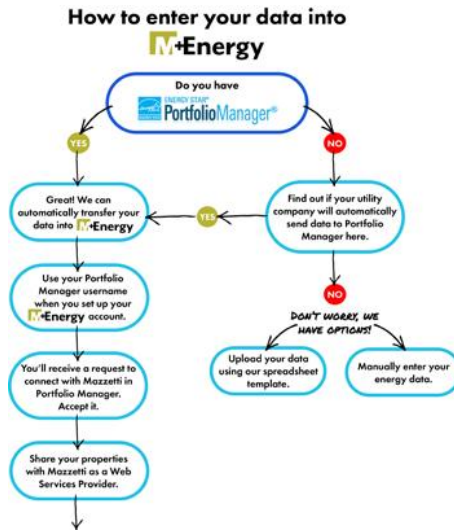 How to enter your data into
M+Energy
Do you have
ENERGY STAR®
PortfolioManager®
YES
NO
Great! We can
automatically transfer your
data into M+Energy
YES
Find out if your utility
company will automatically
send data to Portfolio
Manager here.
Use your Portfolio
Manager username
when you set up your
M+Energy account.
NO
DON'T WORRY, WE
HAVE OPTIONS!
You'll receive a request to
connect with Mazzetti in
Portfolio Manager.
Accept it.
Upload your data
using our spreadsheet
template.
Manually enter your
energy data.
Share your properties
with Mazzetti as a Web
Services Provider.